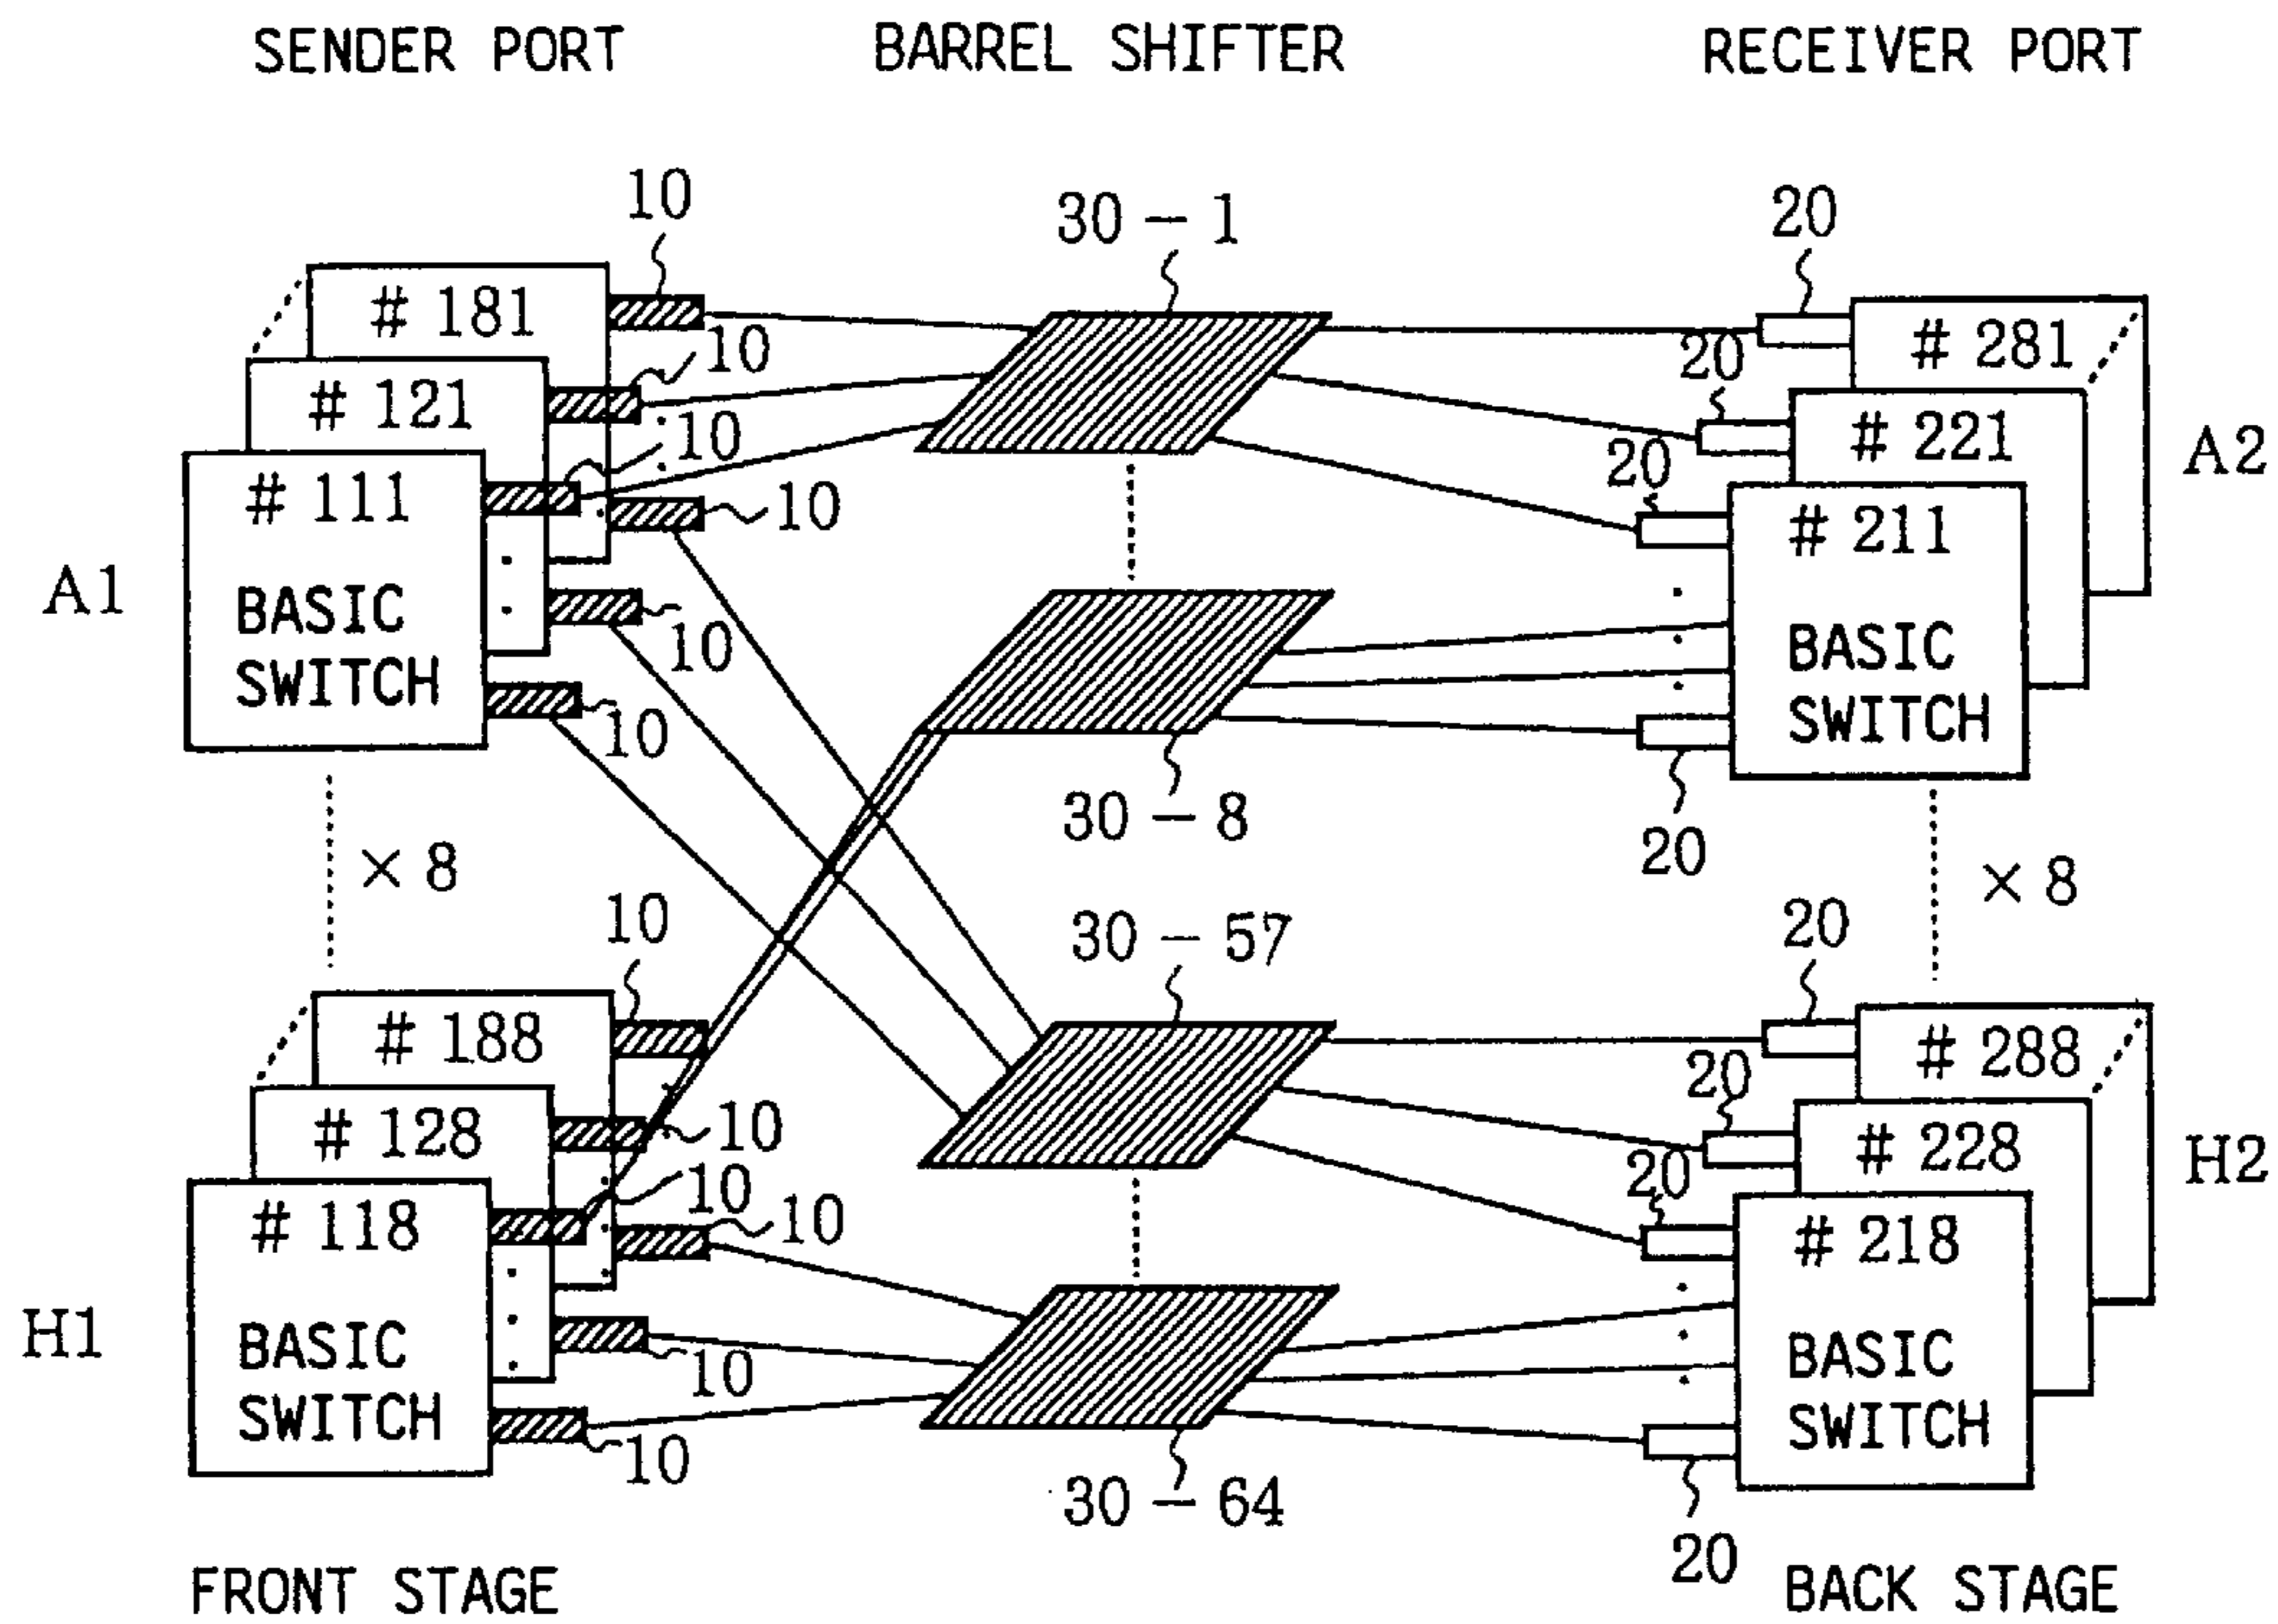 SENDER PORT
BARREL SHIFTER
RECEIVER PORT
10
30 - 1
20
# 181
10
20
# 281
# 121
10
20
# 221
A2
# 111
10
# 211
A1
BASIC
SWITCH
10
10
BASIC
SWITCH
× 8
30 - 8
20
× 8
10
30 - 57
20
# 188
20
# 288
# 128
10
20
# 228
H2
# 118
10
10
# 218
H1
BASIC
SWITCH
10
10
BASIC
SWITCH
30 - 64
20
FRONT STAGE
BACK STAGE